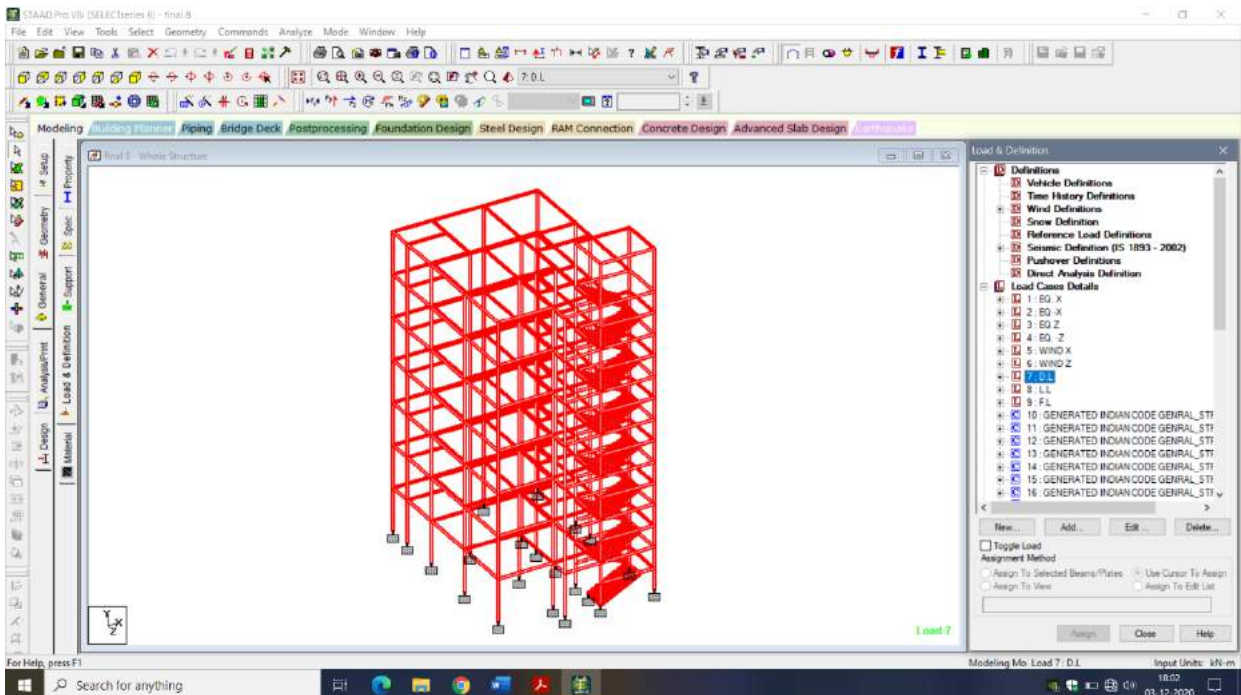 STAAD.Pro V8i (SELECTseries 6) - final 8
File Edit View Tools Select Geometry Commands Analyze Mode Window Help
7: D.L
Modeling Building Planner Piping Bridge Deck Postprocessing Foundation Design Steel Design RAM Connection Concrete Design Advanced Slab Design Earthquake
final 8 - Whole Structure
Setup
Geometry
General
Analysis/Print
Design
Property
Spec
Support
Load & Definition
Material
Y
X
Z
Load 7
Load & Definition
Definitions
Vehicle Definitions
Time History Definitions
Wind Definitions
Snow Definition
Reference Load Definitions
Seismic Definition (IS 1893 - 2002)
Pushover Definitions
Direct Analysis Definition
Load Cases Details
1 : EQ. X
2 : EQ -X
3 : EQ Z
4 : EQ. -Z
5 : WIND X
6 : WIND Z
7 : D.L
8 : L.L
9 : F.L
10 : GENERATED INDIAN CODE GENRAL_STF
11 : GENERATED INDIAN CODE GENRAL_STF
12 : GENERATED INDIAN CODE GENRAL_STF
13 : GENERATED INDIAN CODE GENRAL_STF
14 : GENERATED INDIAN CODE GENRAL_STF
15 : GENERATED INDIAN CODE GENRAL_STF
16 : GENERATED INDIAN CODE GENRAL_STF
New... Add... Edit ... Delete...
Toggle Load
Assignment Method
Assign To Selected Beams/Plates Use Cursor To Assign
Assign To View Assign To Edit List
Assign Close Help
For Help, press F1
Modeling Mo Load 7 : D.L Input Units: kN-m
Search for anything
18:02
03-12-2020